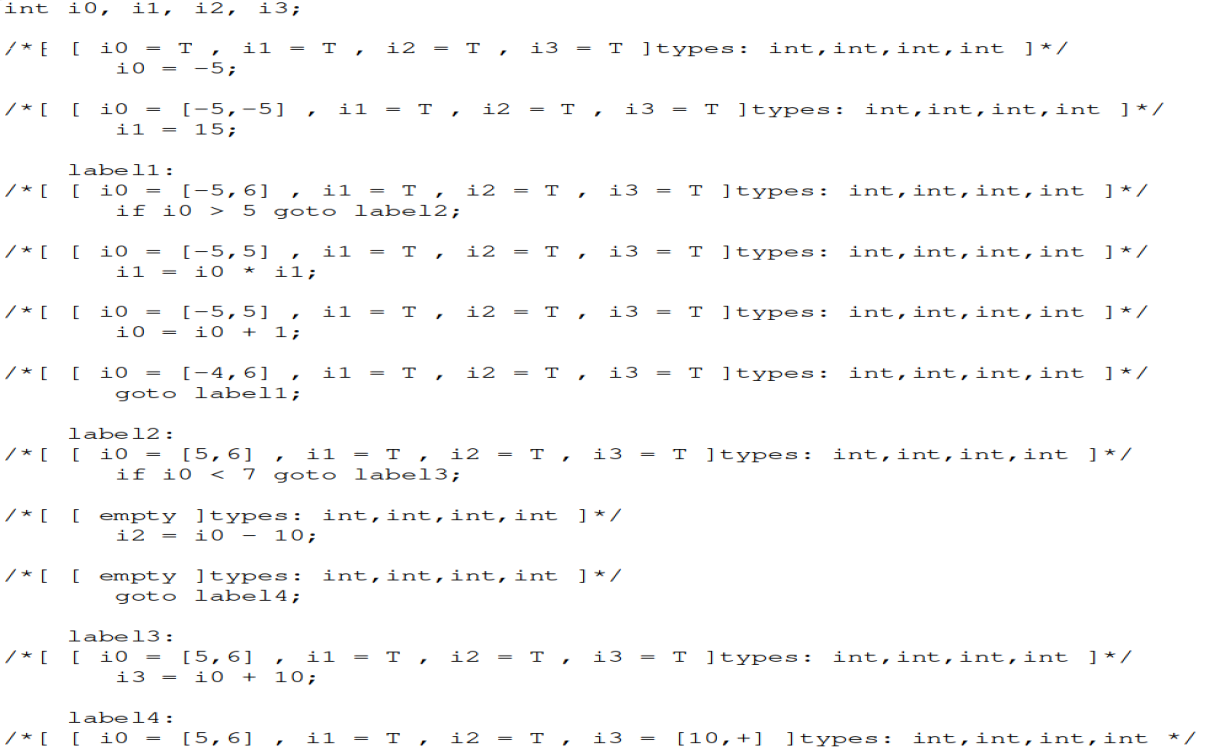 int i0, i1, i2, i3;
/*[ [ i0 = T , i1 = T , i2 = T , i3 = T ]types: int,int,int,int ]*/
i0 = -5;
/*[ [ i0 = [-5,-5] , i1 = T , i2 = T , i3 = T ]types: int,int,int,int ]*/
i1 = 15;
label1:
/*[ [ i0 = [-5,6] , i1 = T , i2 = T , i3 = T ]types: int,int,int,int ]*/
if i0 > 5 goto label2;
/*[ [ i0 = [-5,5] , i1 = T , i2 = T , i3 = T ]types: int,int,int,int ]*/
i1 = i0 * i1;
/*[ [ i0 = [-5,5] , i1 = T , i2 = T , i3 = T ]types: int,int,int,int ]*/
i0 = i0 + 1;
/*[ [ i0 = [-4,6] , i1 = T , i2 = T , i3 = T ]types: int,int,int,int ]*/
goto label1;
label2:
/*[ [ i0 = [5,6] , i1 = T , i2 = T , i3 = T ]types: int,int,int,int ]*/
if i0 < 7 goto label3;
/*[ [ empty ]types: int,int,int,int ]*/
i2 = i0 - 10;
/*[ [ empty ]types: int,int,int,int ]*/
goto label4;
label3:
/*[ [ i0 = [5,6] , i1 = T , i2 = T , i3 = T ]types: int,int,int,int ]*/
i3 = i0 + 10;
label4:
/*[ [ i0 = [5,6] , i1 = T , i2 = T , i3 = [10,+] ]types: int,int,int,int */